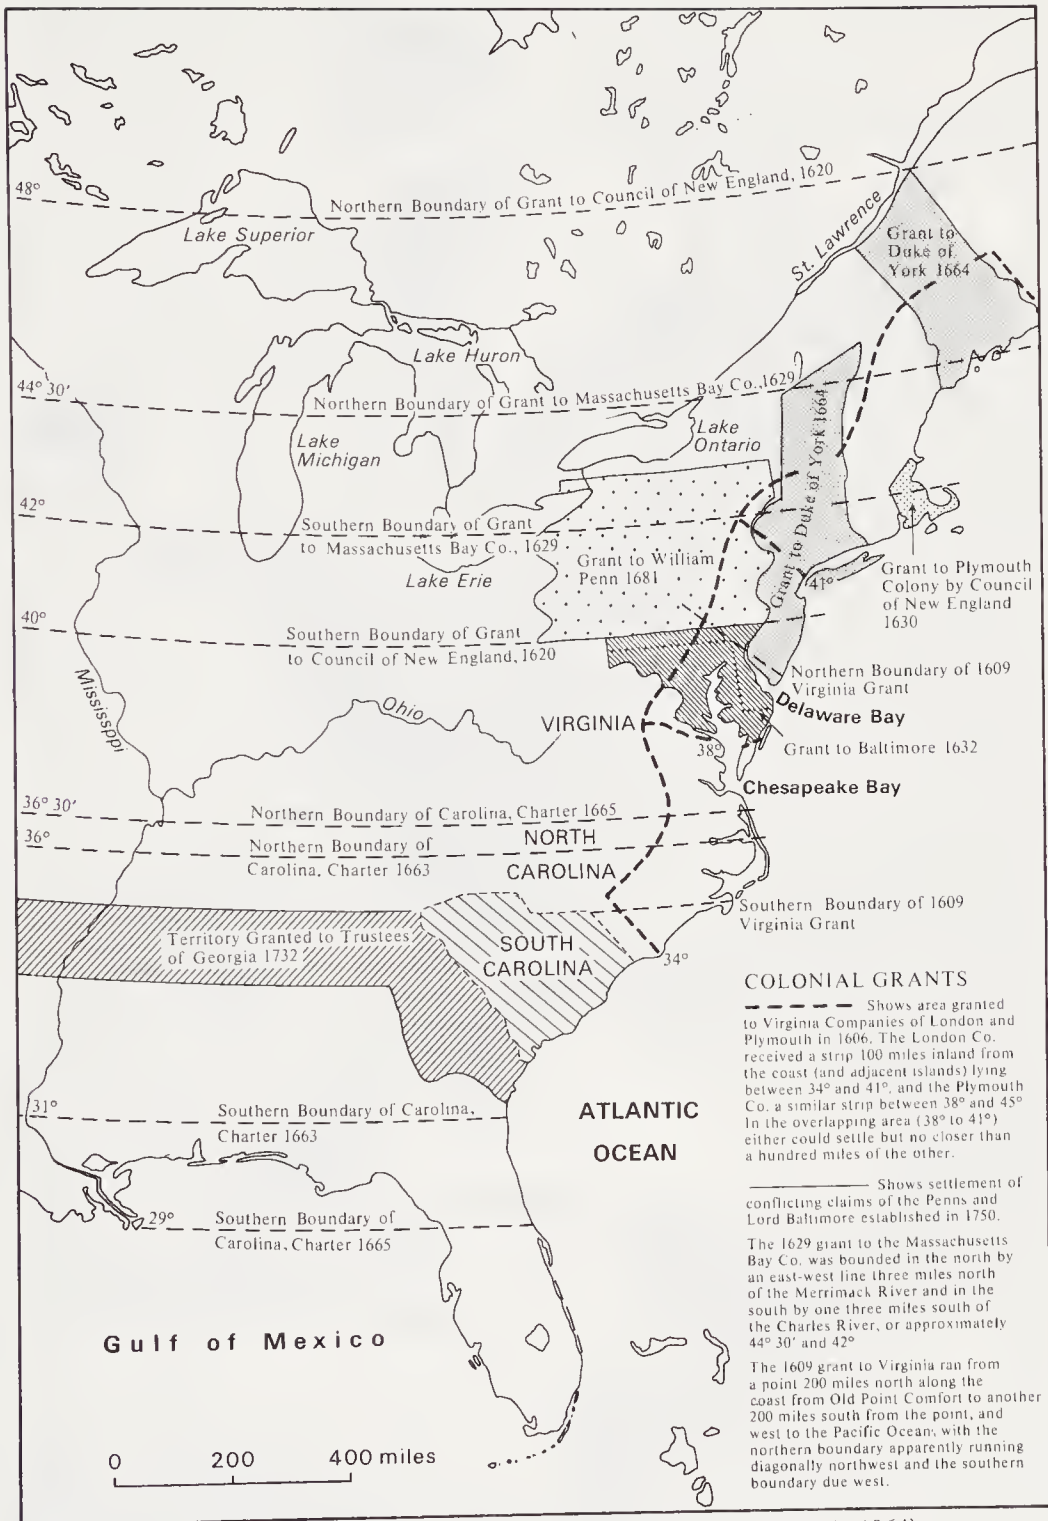 48°
Northern Boundary of Grant to Council of New England, 1620
Lake Superior
St. Lawrence
Grant to
Duke of
York 1664
Lake Huron
44° 30'
Northern Boundary of Grant to Massachusetts Bay Co., 1629
Lake
Michigan
Lake
Ontario
Grant to Duke of York 1664
42°
Southern Boundary of Grant
to Massachusetts Bay Co., 1629
Lake Erie
Grant to William
Penn 1681
41°
Grant to Plymouth
Colony by Council
of New England
1630
40°
Southern Boundary of Grant
to Council of New England, 1620
Northern Boundary of 1609
Virginia Grant
Mississppi
Ohio
VIRGINIA
Delaware Bay
38°
Grant to Baltimore 1632
Chesapeake Bay
36° 30'
Northern Boundary of Carolina, Charter 1665
36°
Northern Boundary of
Carolina, Charter 1663
NORTH
CAROLINA
Southern Boundary of 1609
Virginia Grant
Territory Granted to Trustees
of Georgia 1732
SOUTH
CAROLINA
34°
COLONIAL GRANTS
Shows area granted
to Virginia Companies of London and
Plymouth in 1606. The London Co.
received a strip 100 miles inland from
the coast (and adjacent islands) lying
between 34° and 41°, and the Plymouth
Co. a similar strip between 38° and 45°
In the overlapping area (38° to 41°)
either could settle but no closer than
a hundred miles of the other.
Shows settlement of
conflicting claims of the Penns and
Lord Baltimore established in 1750.
The 1629 grant to the Massachusetts
Bay Co. was bounded in the north by
an east-west line three miles north
of the Merrimack River and in the
south by one three miles south of
the Charles River, or approximately
44° 30' and 42°
The 1609 grant to Virginia ran from
a point 200 miles north along the
coast from Old Point Comfort to another
200 miles south from the point, and
west to the Pacific Ocean, with the
northern boundary apparently running
diagonally northwest and the southern
boundary due west.
31°
Southern Boundary of Carolina,
Charter 1663
ATLANTIC
OCEAN
29°
Southern Boundary of
Carolina, Charter 1665
Gulf of Mexico
0 200 400 miles